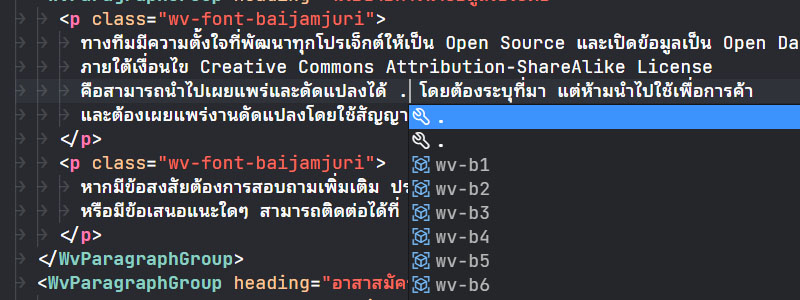 <p class="wv-font-baijamjuri">
ทางทีมมีความตั้งใจที่พัฒนาทุกโปรเจ็กต์ให้เป็น Open Source และเปิดข้อมูลเป็น Open Da
ภายใต้เงื่อนไข Creative Commons Attribution-ShareAlike License
คือสามารถนำไปเผยแพร่และดัดแปลงได้ . โดยต้องระบุที่มา แต่ห้ามนำไปใช้เพื่อการค้า
และต้องเผยแพร่งานดัดแปลงโดยใช้สัญญา
.
</p>
.
<p class="wv-font-baijamjuri">
wv-b1
หากมีข้อสงสัยต้องการสอบถามเพิ่มเติม ปร
wv-b2
หรือมีข้อเสนอแนะใดๆ สามารถติดต่อได้ที่
wv-b3
</p>
wv-b4
</WvParagraphGroup>
wv-b5
<WvParagraphGroup heading="อาสาสมัคร
wv-b6